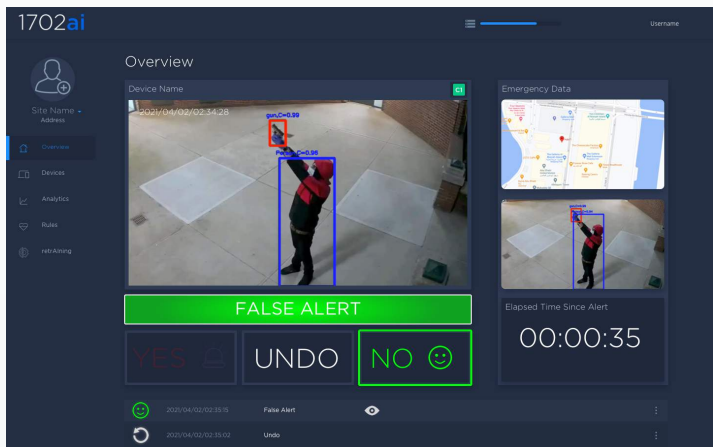 1702ai
Username
Overview
Site Name
Address
Overview
Devices
Analytics
Rules
retrAIning
Device Name
C1
2021/04/02/02:34:28
gun,C=0.99
Person,C=0.96
Emergency Data
FALSE ALERT
YES
UNDO
NO
Elapsed Time Since Alert
00:00:35
2021/04/02/02:35:15
False Alert
2021/04/02/02:35:02
Undo